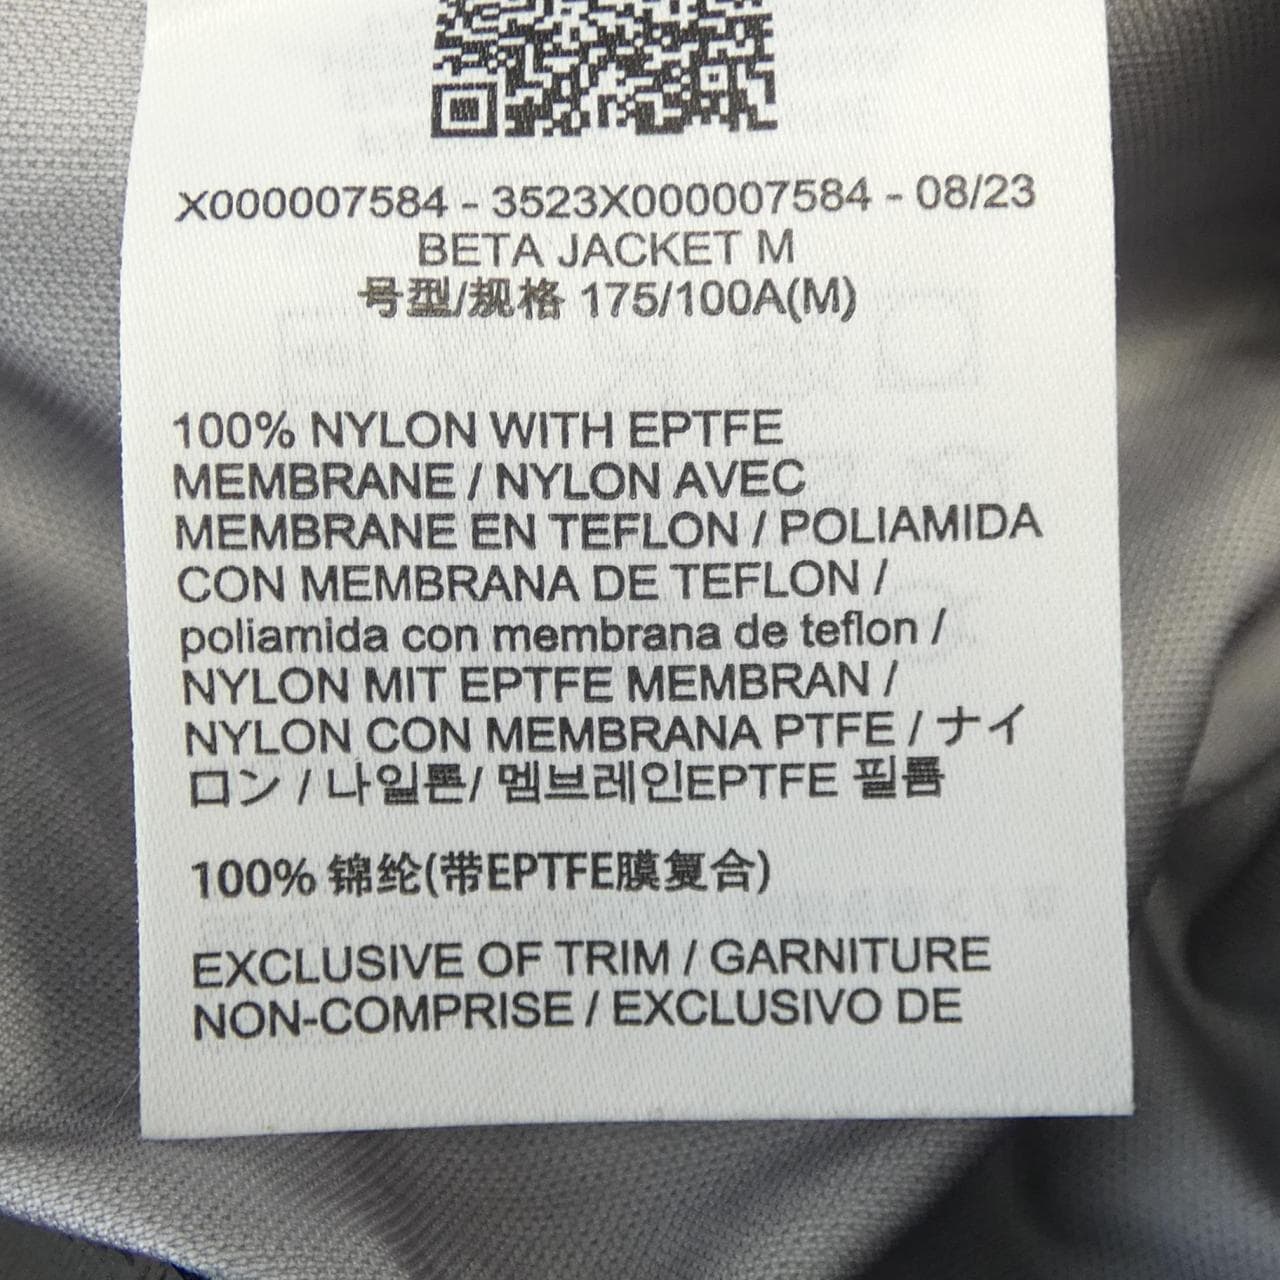 X000007584 - 3523X000007584 - 08/23
BETA JACKET M
号型/规格 175/100A(M)
100% NYLON WITH EPTFE
MEMBRANE / NYLON AVEC
MEMBRANE EN TEFLON / POLIAMIDA
CON MEMBRANA DE TEFLON /
poliamida con membrana de teflon /
NYLON MIT EPTFE MEMBRAN /
NYLON CON MEMBRANA PTFE / ナイ
ロン / 나일론/ 멤브레인EPTFE 필름
100% 锦纶(带EPTFE膜复合)
EXCLUSIVE OF TRIM / GARNITURE
NON-COMPRISE / EXCLUSIVO DE